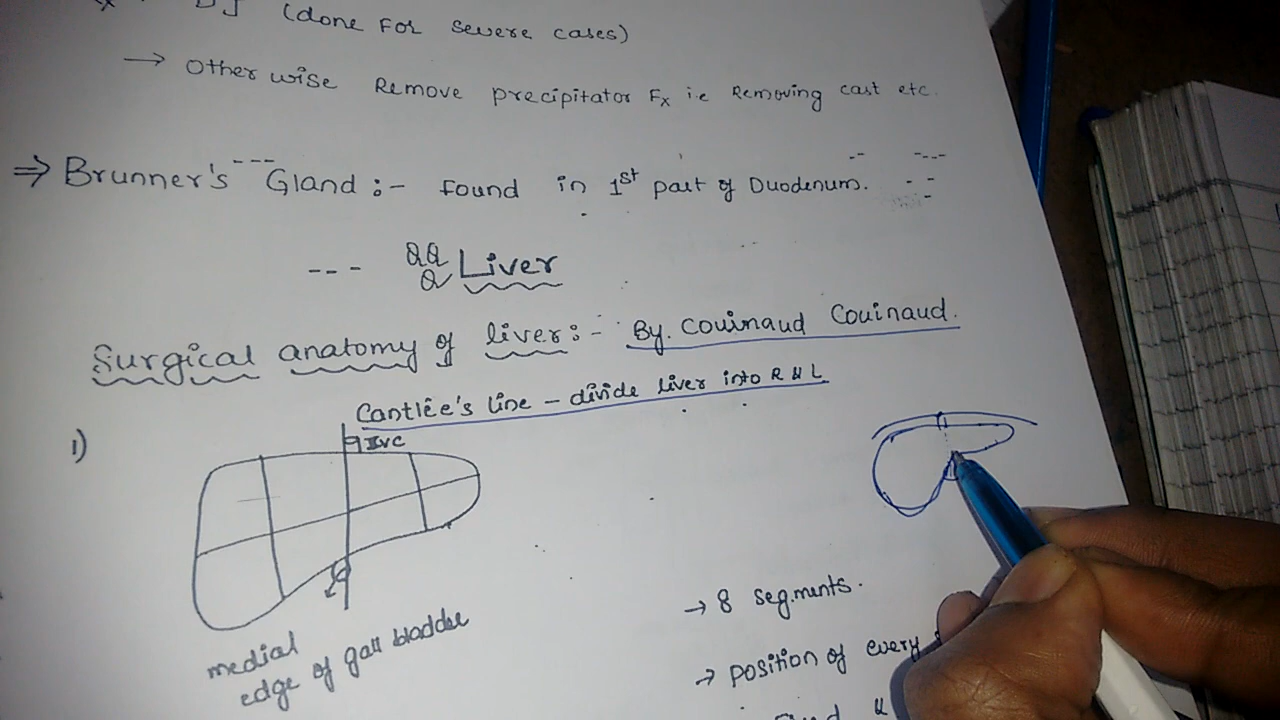 DJ (done for severe cases)
→ Otherwise Remove precipitator Fx i.e Removing cast etc.
⇒ Brunner's Gland :- found in 1st part of Duodenum.
--- QQ Liver
Q
Surgical anatomy of liver :- By. Couinaud Couinaud.
Cantlie's line - divide liver into R & L
1)
IVC
medial
edge of gall bladder
→ 8 segments.
→ position of every